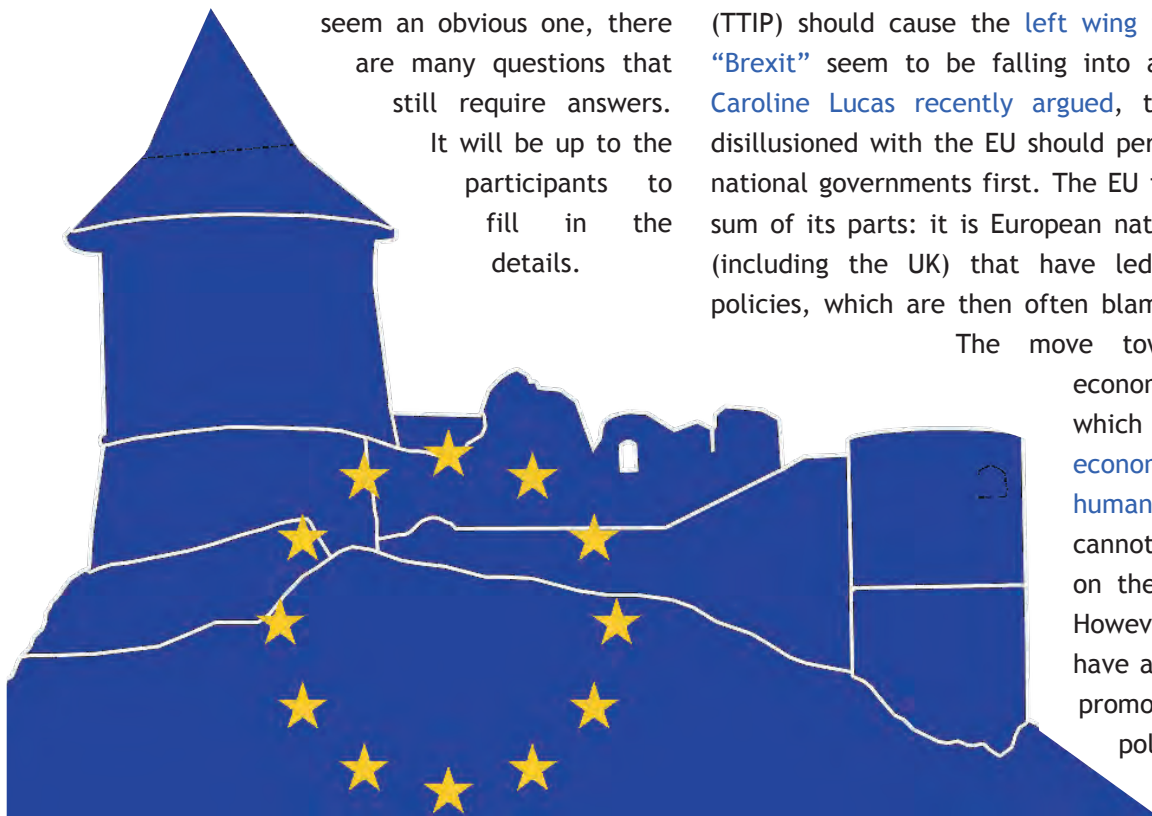 seem an obvious one, there
are many questions that
still require answers.
It will be up to the
participants to
fill in the
details.
(TTIP) should cause the left wing
“Brexit” seem to be falling into a
Caroline Lucas recently argued, t
disillusioned with the EU should per
national governments first. The EU
sum of its parts: it is European nat
(including the UK) that have led
policies, which are then often blam
The move tov
econor
which
econor
human
cannot
on the
Howev
have a
promo
pol